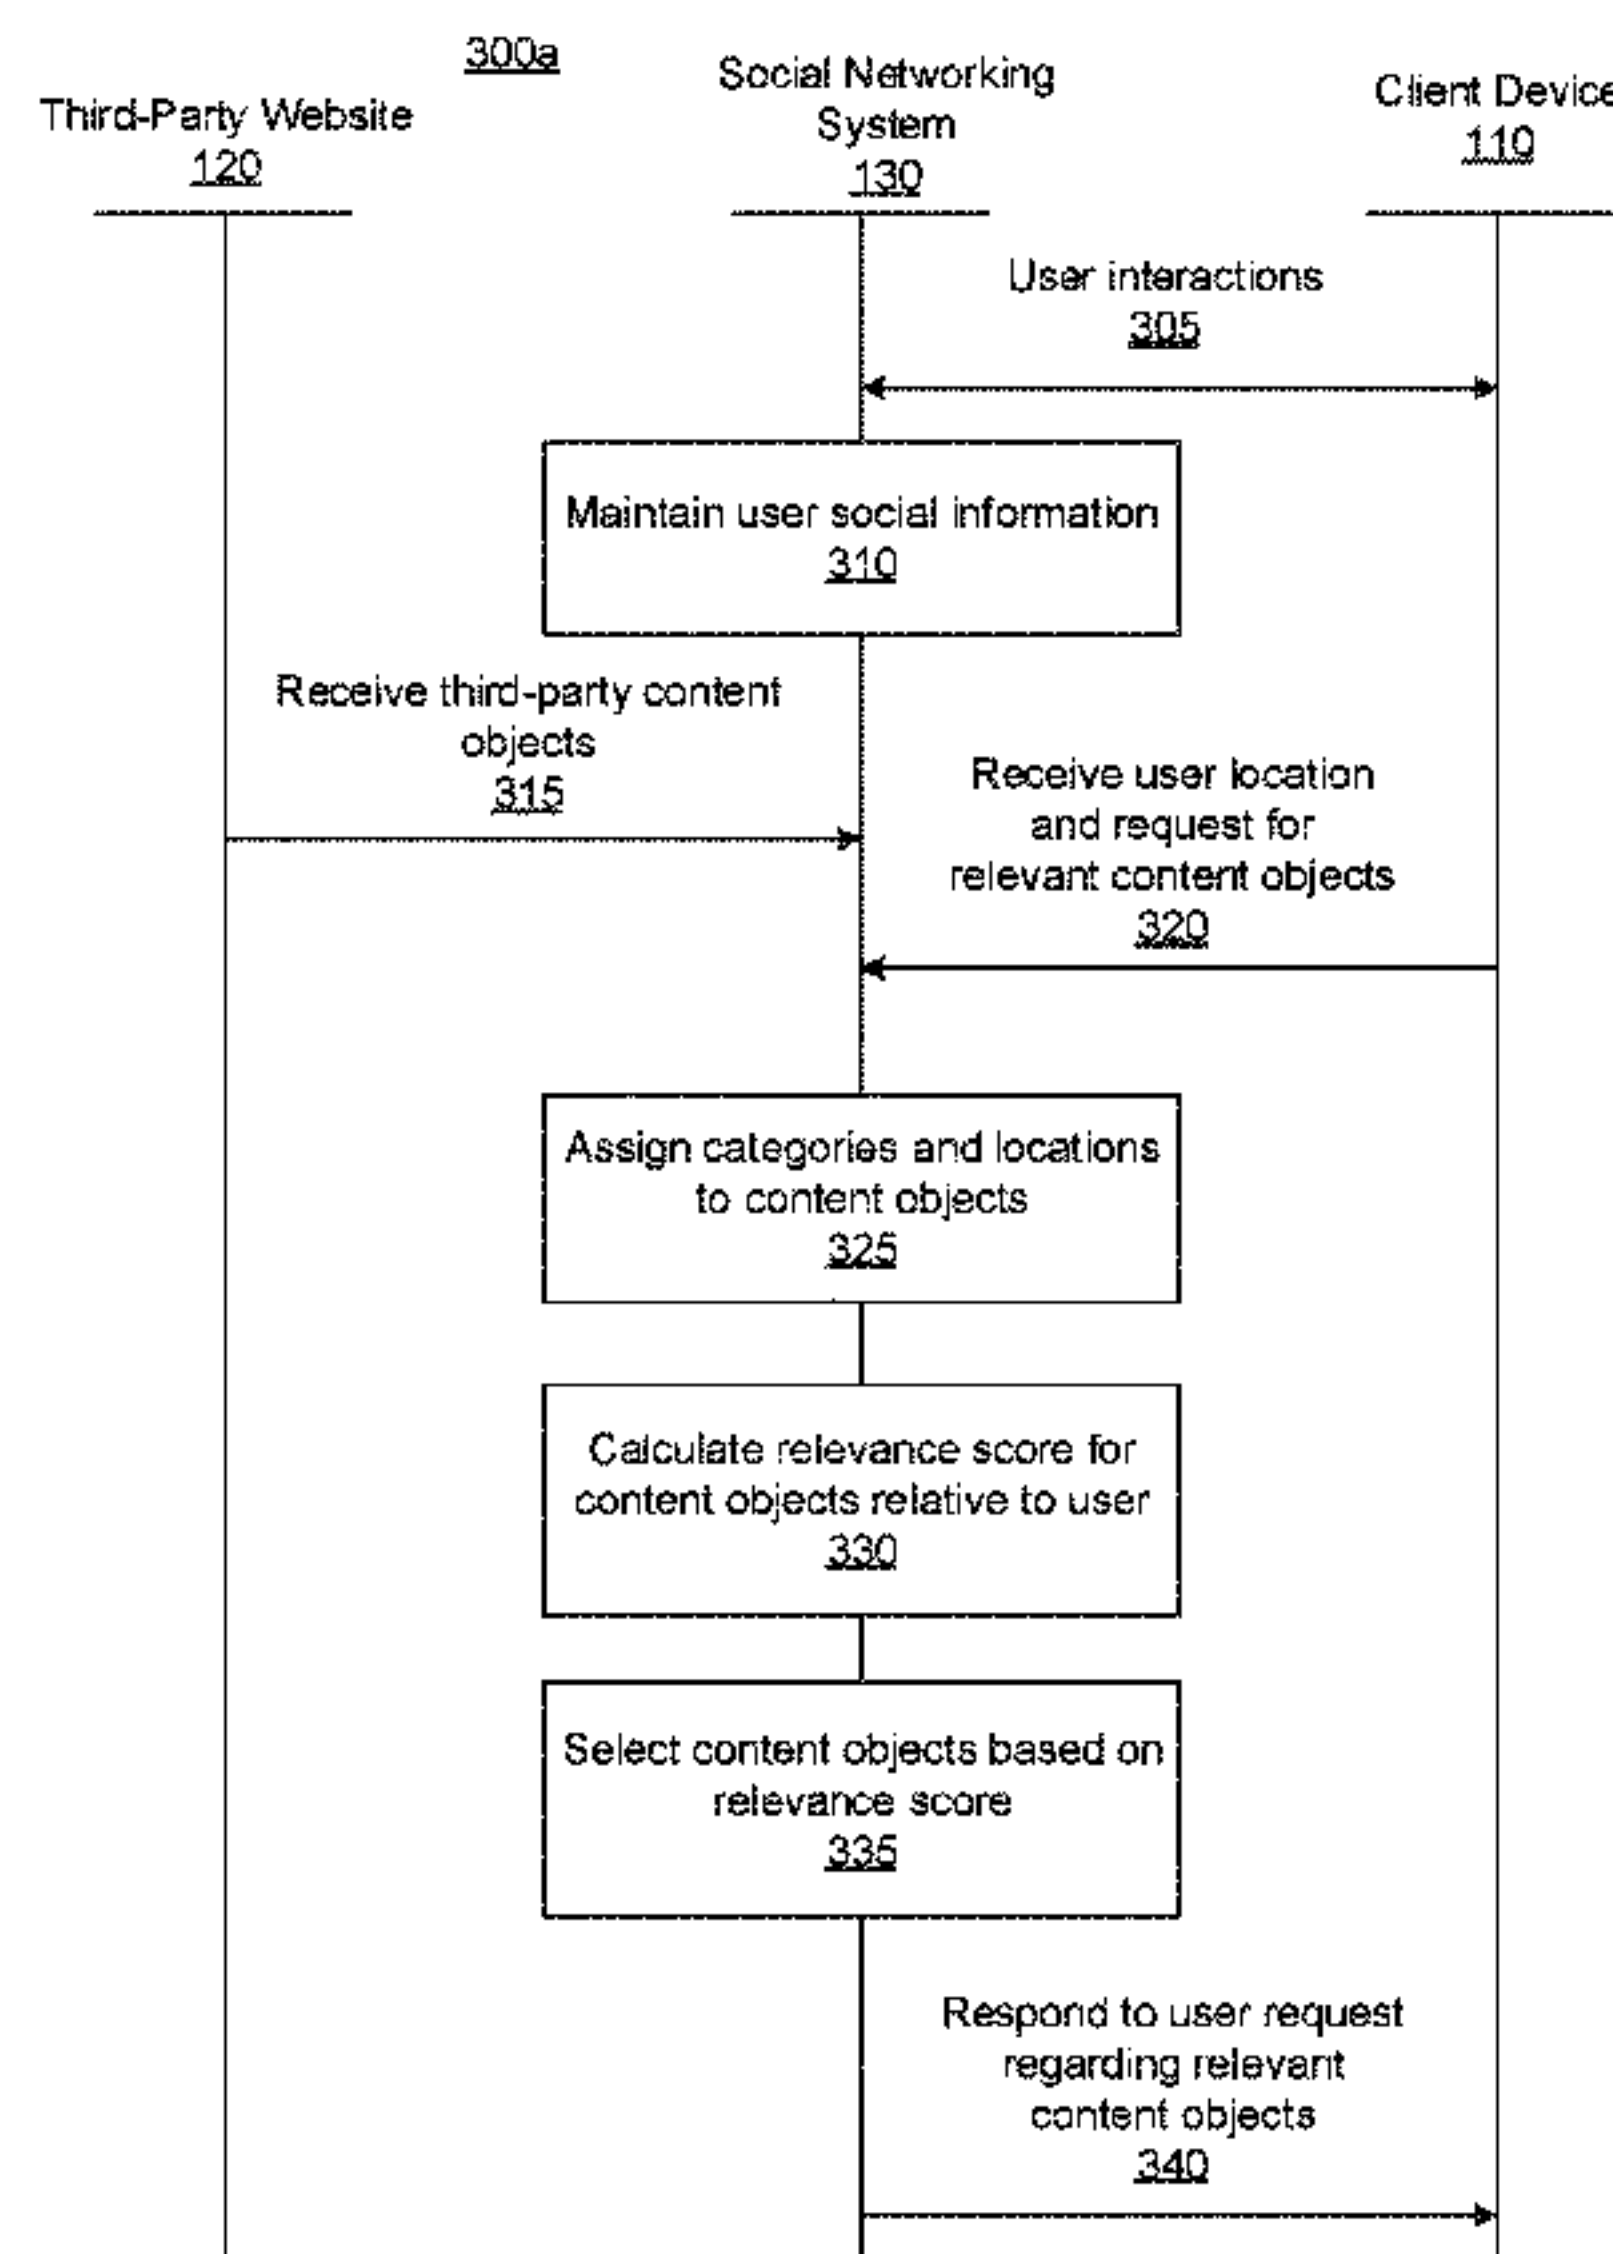 300a
Third-Party Website
120
Social Networking
System
130
Client Device
110
User interactions
305
Maintain user social information
310
Receive third-party content
objects
315
Receive user location
and request for
relevant content objects
320
Assign categories and locations
to content objects
325
Calculate relevance score for
content objects relative to user
330
Select content objects based on
relevance score
335
Respond to user request
regarding relevant
content objects
340